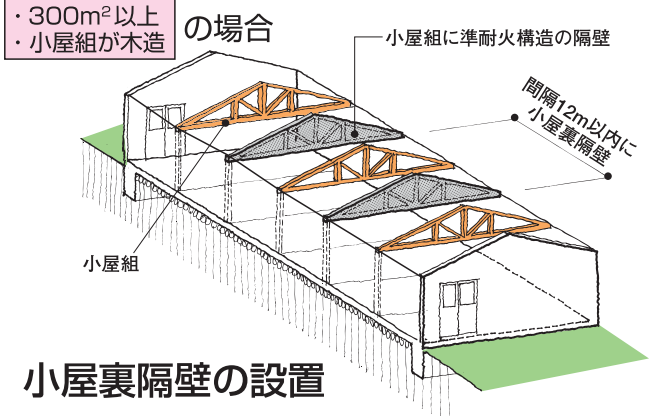 ・300m²以上
・小屋組が木造
の場合
小屋組に準耐火構造の隔壁
間隔12m以内に
小屋裏隔壁
小屋組
小屋裏隔壁の設置